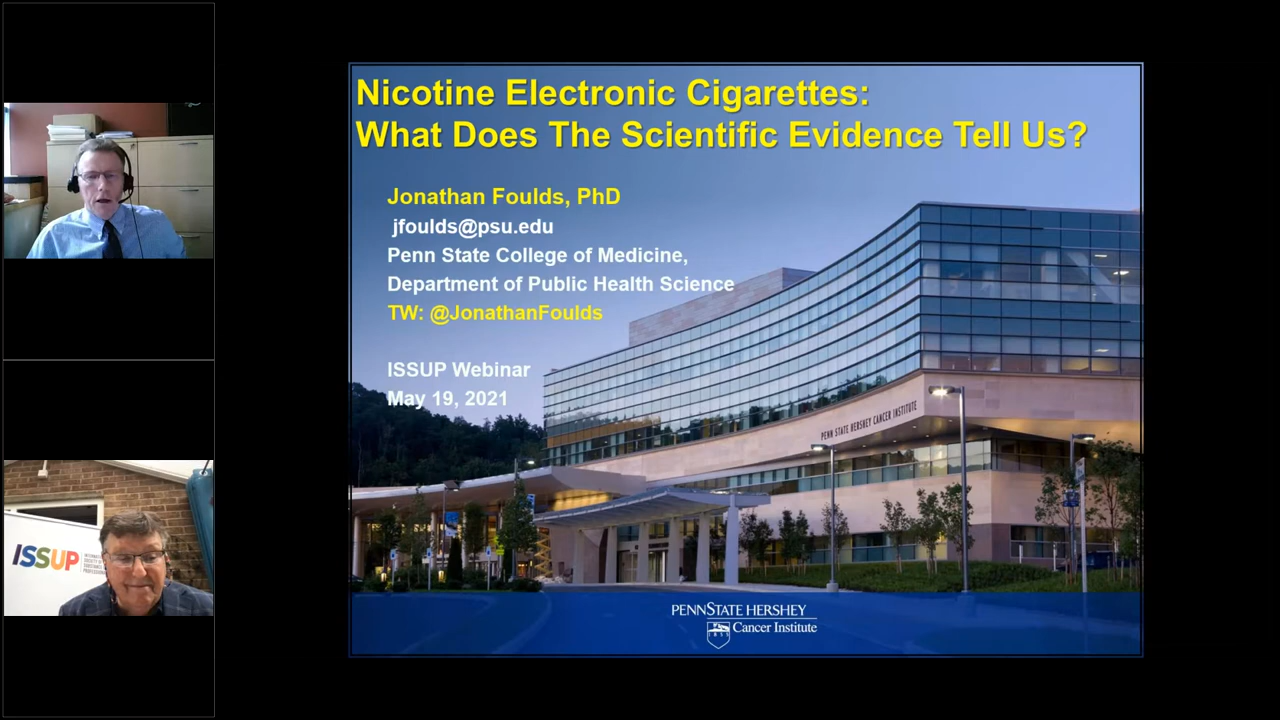 Nicotine Electronic Cigarettes:
What Does The Scientific Evidence Tell Us?
Jonathan Foulds, PhD
jfoulds@psu.edu
Penn State College of Medicine,
Department of Public Health Science
TW: @JonathanFoulds
ISSUP Webinar
May 19, 2021
PENN STATE HERSHEY CANCER INSTITUTE
PENNSTATE HERSHEY
Cancer Institute
1855
ISSUP